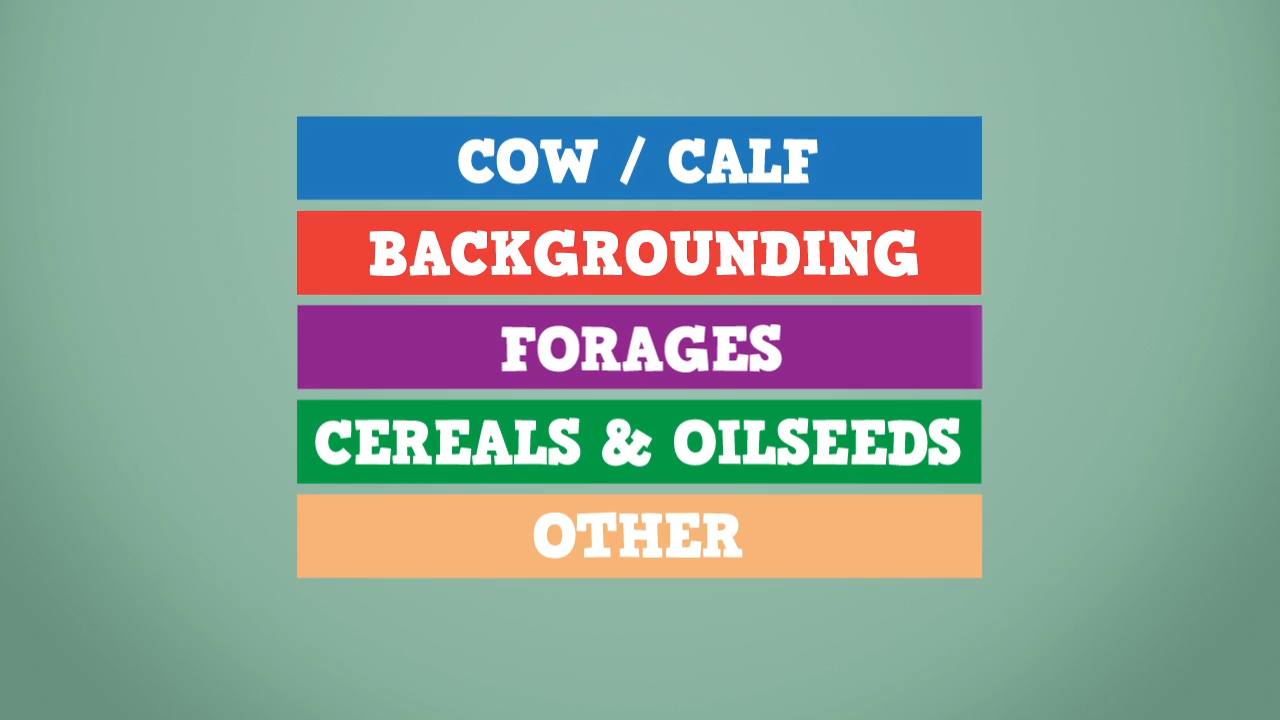 COW / CALF
BACKGROUNDING
FORAGES
CEREALS & OILSEEDS
OTHER